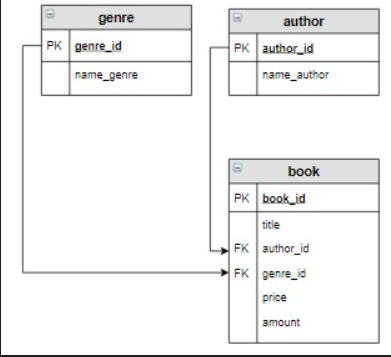 genre
PK genre_id
name_genre
author
PK author_id
name_author
book
PK book_id
title
FK author_id
FK genre_id
price
amount